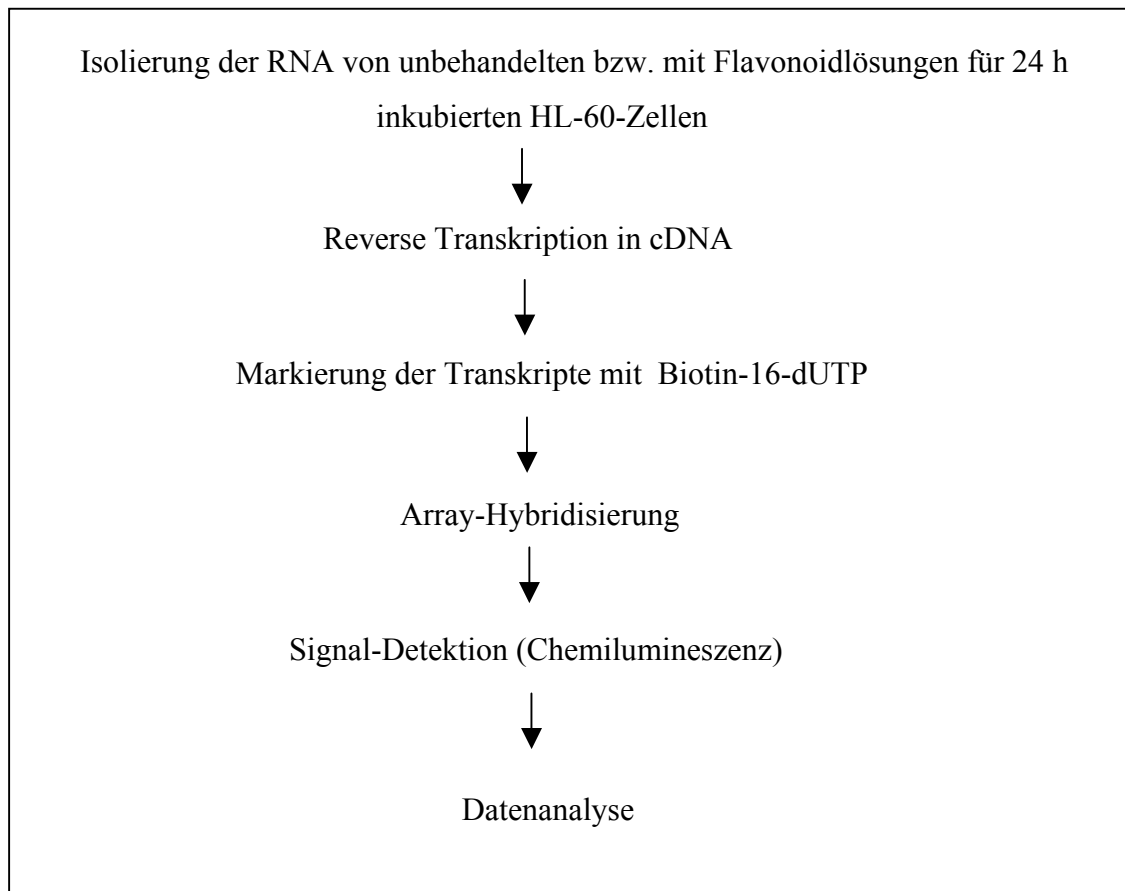 Isolierung der RNA von unbehandelten bzw. mit Flavonoidlösungen für 24 h
inkubierten HL-60-Zellen
Reverse Transkription in cDNA
Markierung der Transkripte mit Biotin-16-dUTP
Array-Hybridisierung
Signal-Detektion (Chemilumineszenz)
Datenanalyse